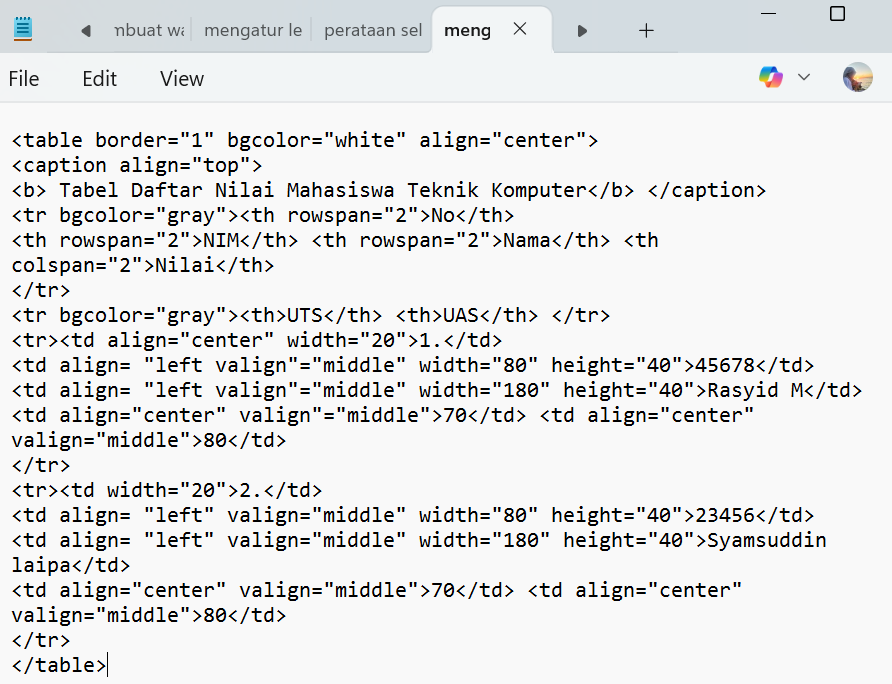 mbuat wa mengatur le perataan sel meng
File Edit View
<table border="1" bgcolor="white" align="center">
<caption align="top">
<b> Tabel Daftar Nilai Mahasiswa Teknik Komputer</b> </caption>
<tr bgcolor="gray"><th rowspan="2">No</th>
<th rowspan="2">NIM</th> <th rowspan="2">Nama</th> <th
colspan="2">Nilai</th>
</tr>
<tr bgcolor="gray"><th>UTS</th> <th>UAS</th> </tr>
<tr><td align="center" width="20">1.</td>
<td align= "left valign"="middle" width="80" height="40">45678</td>
<td align= "left valign"="middle" width="180" height="40">Rasyid M</td>
<td align="center" valign"="middle">70</td> <td align="center"
valign="middle">80</td>
</tr>
<tr><td width="20">2.</td>
<td align= "left" valign="middle" width="80" height="40">23456</td>
<td align= "left" valign="middle" width="180" height="40">Syamsuddin
laipa</td>
<td align="center" valign="middle">70</td> <td align="center"
valign="middle">80</td>
</tr>
</table>